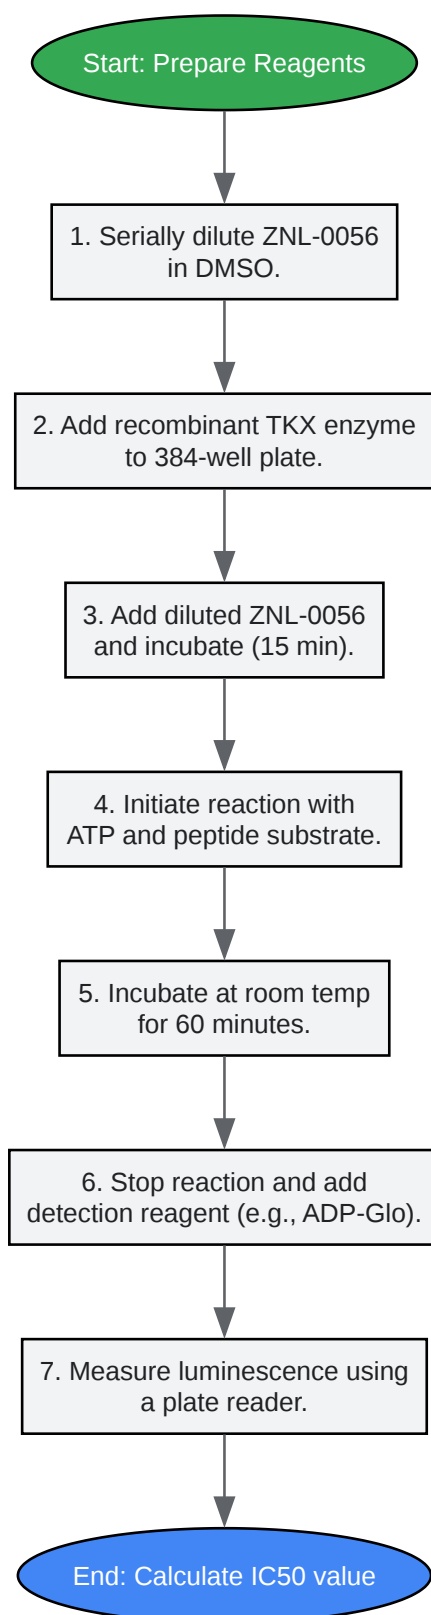 Start: Prepare Reagents
1. Serially dilute ZNL-0056
in DMSO.
2. Add recombinant TKX enzyme
to 384-well plate.
3. Add diluted ZNL-0056
and incubate (15 min).
4. Initiate reaction with
ATP and peptide substrate.
5. Incubate at room temp
for 60 minutes.
6. Stop reaction and add
detection reagent (e.g., ADP-Glo).
7. Measure luminescence using
a plate reader.
End: Calculate IC50 value